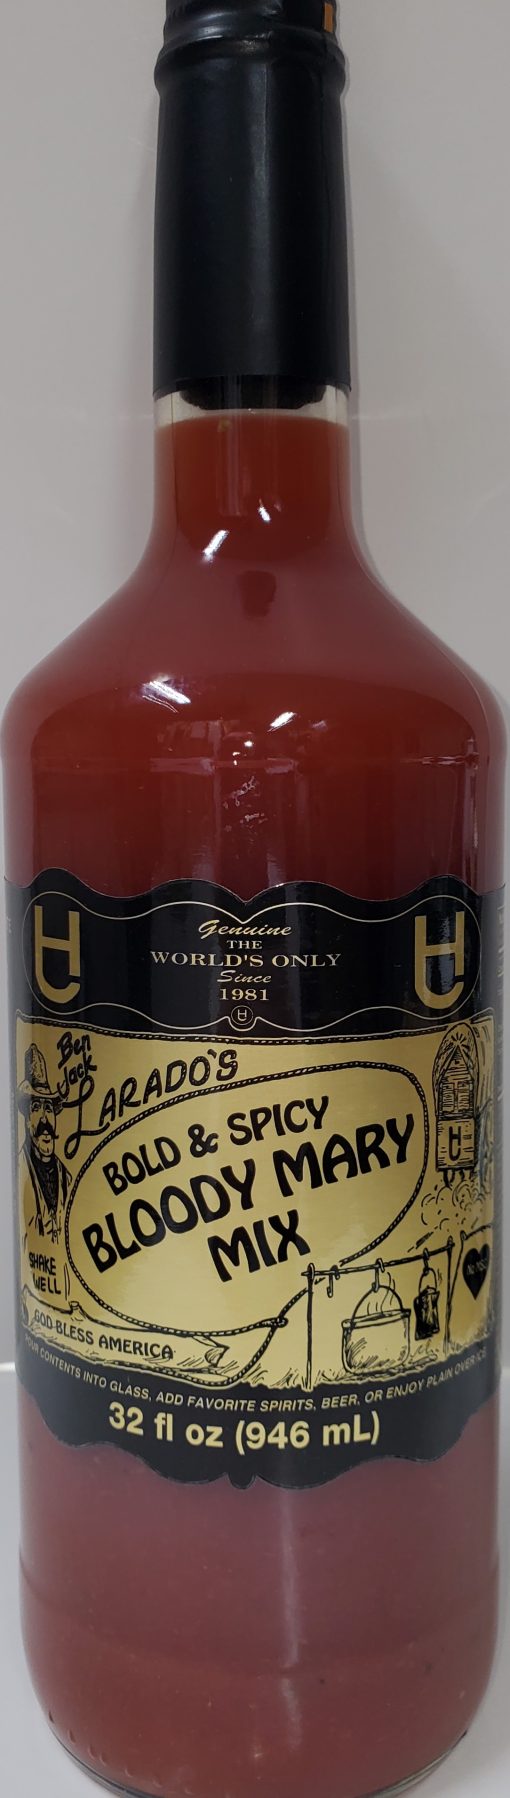 Genuine
THE
WORLD'S ONLY
Since
1981
Ben
Jack
LARADO'S
BOLD & SPICY
BLOODY MARY
MIX
SHAKE
WELL
GOD BLESS AMERICA
POUR CONTENTS INTO GLASS, ADD FAVORITE SPIRITS, BEER, OR ENJOY PLAIN OVER ICE
32 fl oz (946 mL)